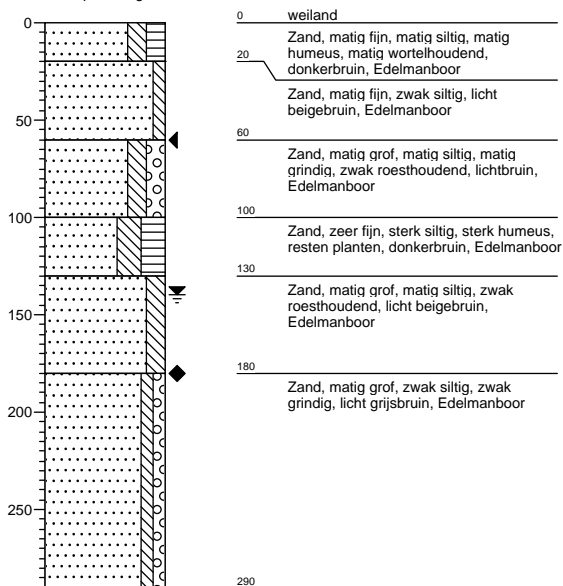 0
50
100
150
200
250
0 weiland
Zand, matig fijn, matig siltig, matig
humeus, matig wortelhoudend,
donkerbruin, Edelmanboor
20
Zand, matig fijn, zwak siltig, licht
beigebruin, Edelmanboor
60
Zand, matig grof, matig siltig, matig
grindig, zwak roesthoudend, lichtbruin,
Edelmanboor
100
Zand, zeer fijn, sterk siltig, sterk humeus,
resten planten, donkerbruin, Edelmanboor
130
Zand, matig grof, matig siltig, zwak
roesthoudend, licht beigebruin,
Edelmanboor
180
Zand, matig grof, zwak siltig, zwak
grindig, licht grijsbruin, Edelmanboor
290